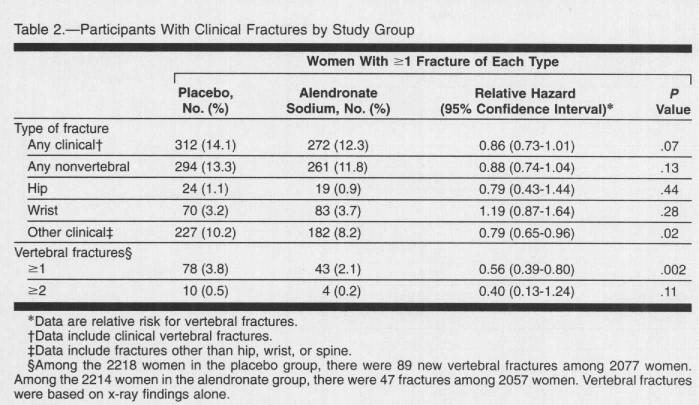 Table 2.—Participants With Clinical Fractures by Study Group
Women With ≥1 Fracture of Each Type
Placebo, No. (%) Alendronate Sodium, No. (%) Relative Hazard (95% Confidence Interval)* P Value
Type of fracture
Any clinical† 312 (14.1) 272 (12.3) 0.86 (0.73-1.01) .07
Any nonvertebral 294 (13.3) 261 (11.8) 0.88 (0.74-1.04) .13
Hip 24 (1.1) 19 (0.9) 0.79 (0.43-1.44) .44
Wrist 70 (3.2) 83 (3.7) 1.19 (0.87-1.64) .28
Other clinical‡ 227 (10.2) 182 (8.2) 0.79 (0.65-0.96) .02
Vertebral fractures§
≥1 78 (3.8) 43 (2.1) 0.56 (0.39-0.80) .002
≥2 10 (0.5) 4 (0.2) 0.40 (0.13-1.24) .11
*Data are relative risk for vertebral fractures.
†Data include clinical vertebral fractures.
‡Data include fractures other than hip, wrist, or spine.
§Among the 2218 women in the placebo group, there were 89 new vertebral fractures among 2077 women.
Among the 2214 women in the alendronate group, there were 47 fractures among 2057 women. Vertebral fractures
were based on x-ray findings alone.